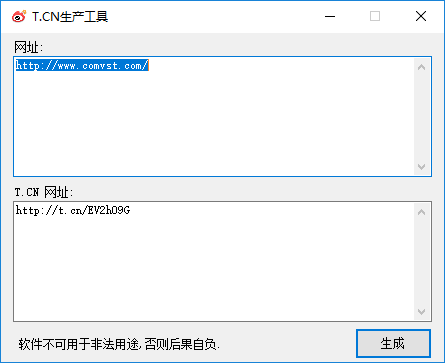 T.CN生产工具
网址:
http://www.comvst.com/
T.CN 网址:
http://t.cn/EV2hO9G
软件不可用于非法用途,否则后果自负.
生成